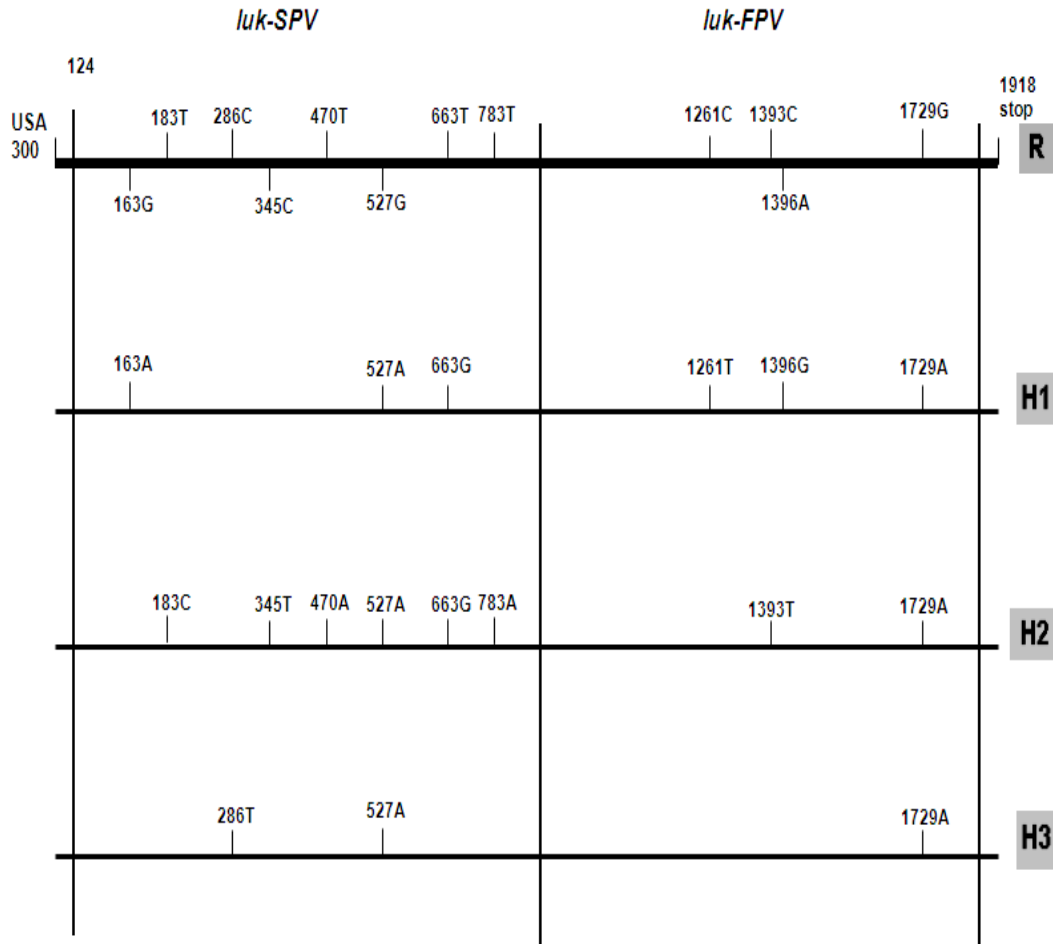 luk-SPV luk-FPV
124
1918
stop
USA
300
183T 286C 470T 663T 783T 1261C 1393C 1729G
R
163G 345C 527G 1396A
163A 527A 663G 1261T 1396G 1729A
H1
183C 345T 470A 527A 663G 783A 1393T 1729A
H2
286T 527A 1729A
H3